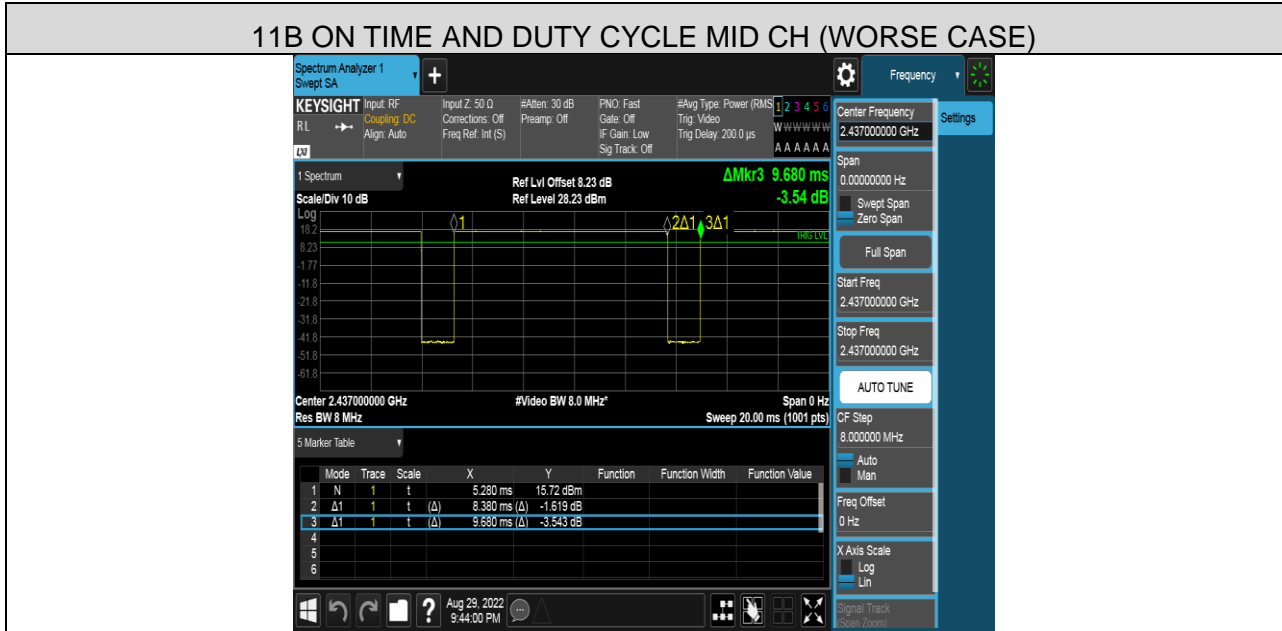 11B ON TIME AND DUTY CYCLE MID CH (WORSE CASE)
Spectrum Analyzer 1
Swept SA
+
Frequency
KEYSIGHT
RL
LXI
Input: RF
Coupling: DC
Align: Auto
Input Z: 50 Ω
Corrections: Off
Freq Ref: Int (S)
#Atten: 30 dB
Preamp: Off
PNO: Fast
Gate: Off
IF Gain: Low
Sig Track: Off
#Avg Type: Power (RMS
Trig: Video
Trig Delay: 200.0 µs
1 2 3 4 5 6
W W W W W W
A A A A A A
1 Spectrum
Scale/Div 10 dB
Ref Lvl Offset 8.23 dB
Ref Level 28.23 dBm
ΔMkr3 9.680 ms
-3.54 dB
Log
18.2
8.23
-1.77
-11.8
-21.8
-31.8
-41.8
-51.8
-61.8
1
2Δ1
3Δ1
TRIG LVL
Center 2.437000000 GHz
#Video BW 8.0 MHz*
Span 0 Hz
Res BW 8 MHz
Sweep 20.00 ms (1001 pts)
5 Marker Table
Mode Trace Scale X Y Function Function Width Function Value
1 N 1 t 5.280 ms 15.72 dBm
2 Δ1 1 t (Δ) 8.380 ms (Δ) -1.619 dB
3 Δ1 1 t (Δ) 9.680 ms (Δ) -3.543 dB
4
5
6
?
Aug 29, 2022
9:44:00 PM
Center Frequency
2.437000000 GHz
Settings
Span
0.00000000 Hz
Swept Span
Zero Span
Full Span
Start Freq
2.437000000 GHz
Stop Freq
2.437000000 GHz
AUTO TUNE
CF Step
8.000000 MHz
Auto
Man
Freq Offset
0 Hz
X Axis Scale
Log
Lin
Signal Track
(Span Zoom)